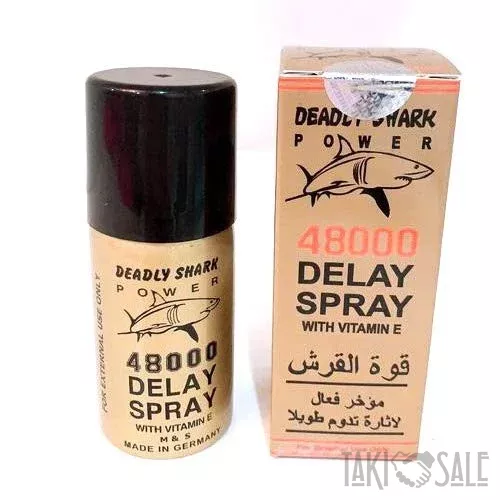 DEADLY SHARK
POWER
48000
DELAY
SPRAY
WITH VITAMIN E
M & S
MADE IN GERMANY
FOR EXTERNAL USE ONLY
DEADLY SHARK
POWER
48000
DELAY
SPRAY
WITH VITAMIN E
قوة القرش
مؤخر فعال
لاثارة تدوم طويلا
TAKI SALE